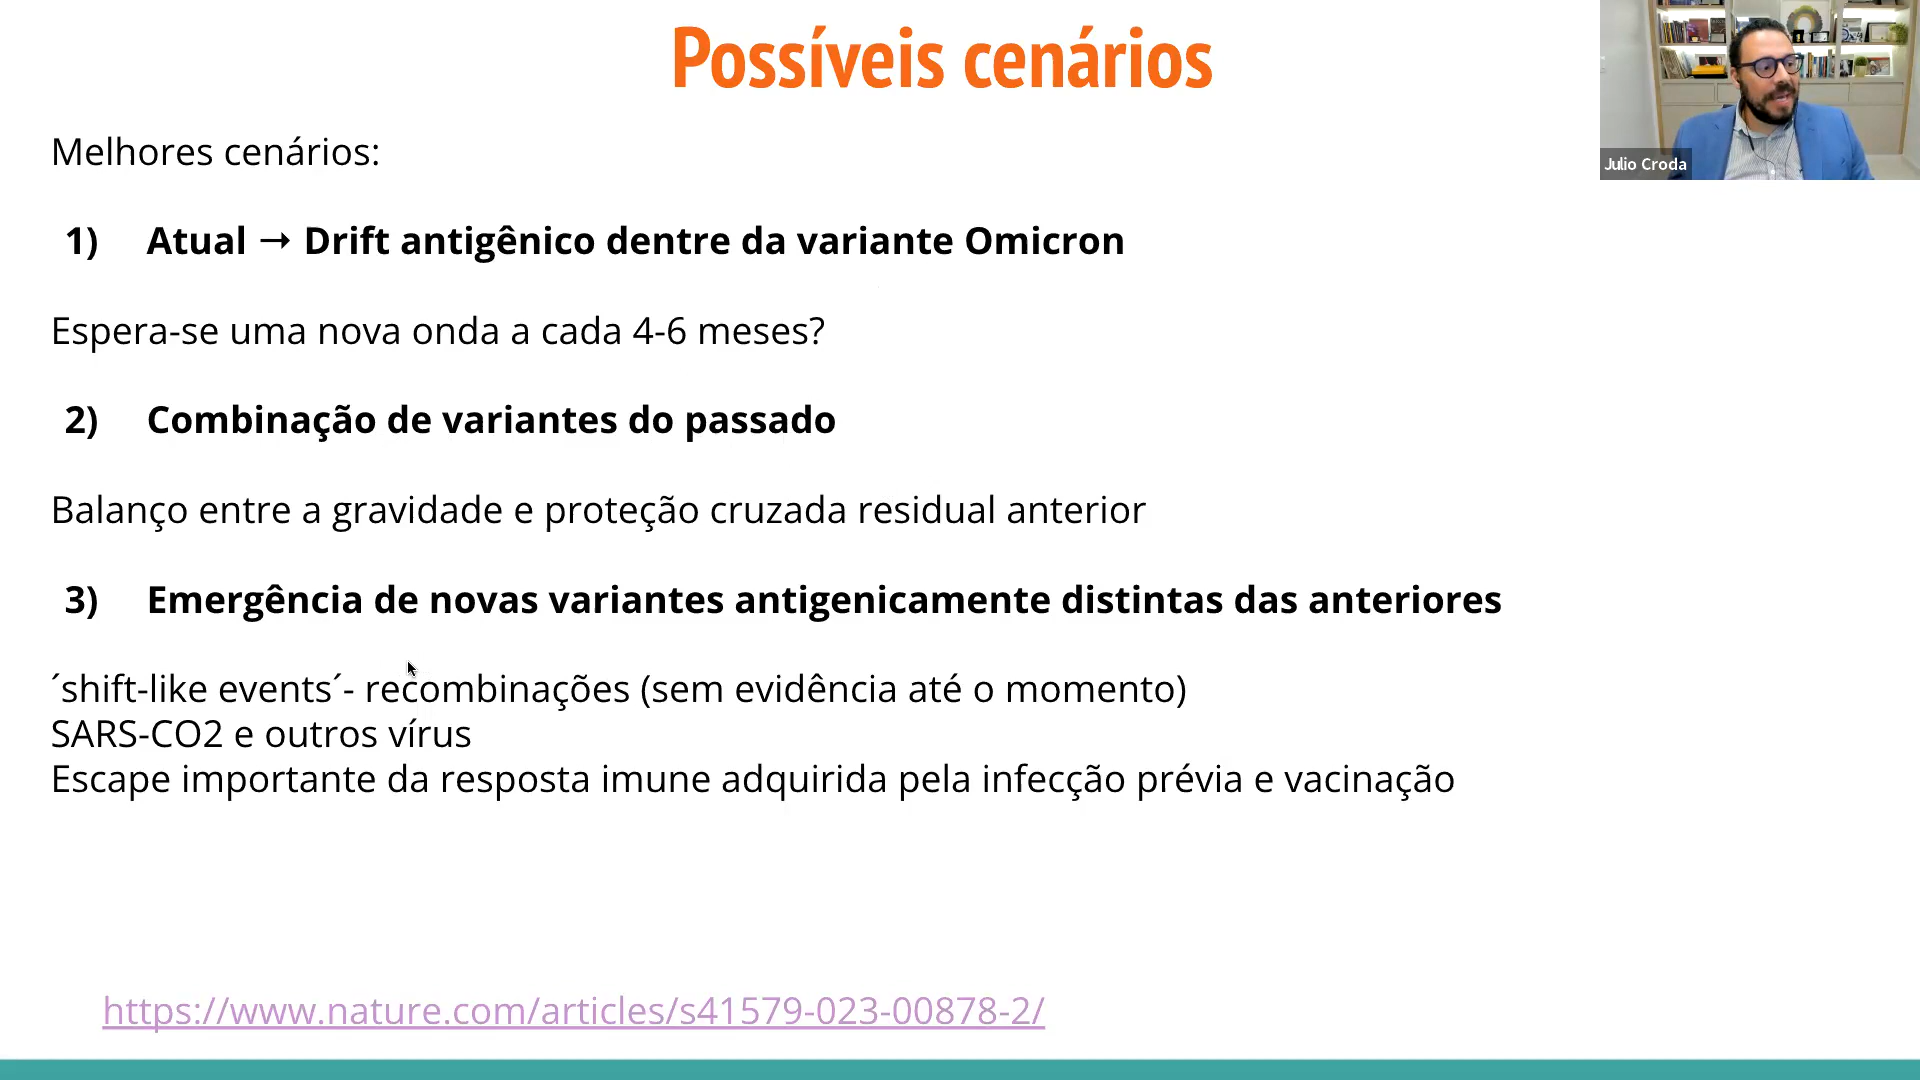 Possíveis cenários
Julio Croda
Melhores cenários:
1) Atual → Drift antigênico dentre da variante Omicron
Espera-se uma nova onda a cada 4-6 meses?
2) Combinação de variantes do passado
Balanço entre a gravidade e proteção cruzada residual anterior
3) Emergência de novas variantes antigenicamente distintas das anteriores
´shift-like events´- recombinações (sem evidência até o momento)
SARS-CO2 e outros vírus
Escape importante da resposta imune adquirida pela infecção prévia e vacinação
https://www.nature.com/articles/s41579-023-00878-2/